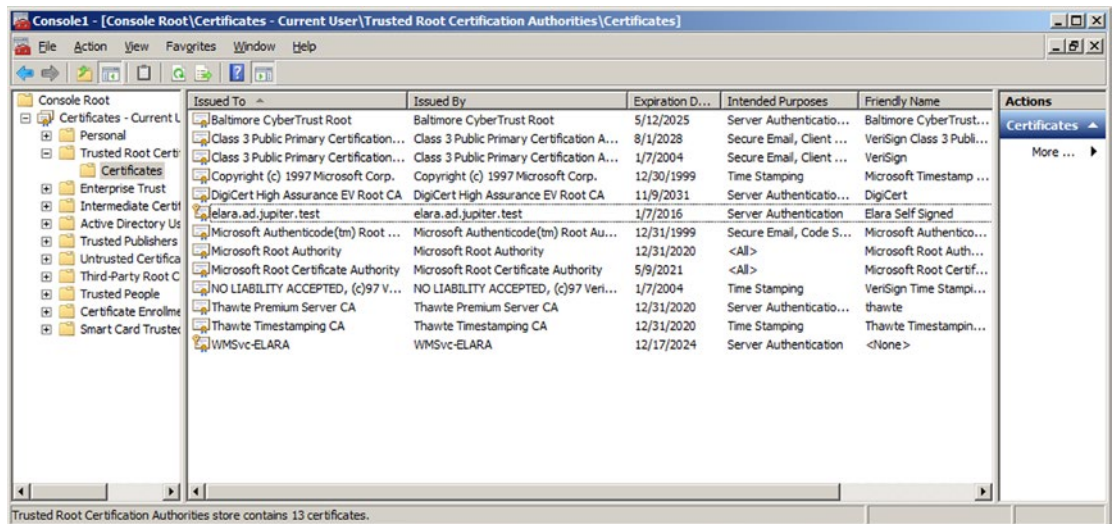 Console1 - [Console Root\Certificates - Current User\Trusted Root Certification Authorities\Certificates]
File Action View Favorites Window Help
Console Root
Certificates - Current U
Personal
Trusted Root Certi
Certificates
Enterprise Trust
Intermediate Certif
Active Directory Us
Trusted Publishers
Untrusted Certifica
Third-Party Root C
Trusted People
Certificate Enrollme
Smart Card Trusted
Issued To Issued By Expiration D... Intended Purposes Friendly Name
Baltimore CyberTrust Root Baltimore CyberTrust Root 5/12/2025 Server Authenticatio... Baltimore CyberTrust...
Class 3 Public Primary Certification... Class 3 Public Primary Certification A... 8/1/2028 Secure Email, Client ... VeriSign Class 3 Publi...
Class 3 Public Primary Certification... Class 3 Public Primary Certification A... 1/7/2004 Secure Email, Client ... VeriSign
Copyright (c) 1997 Microsoft Corp. Copyright (c) 1997 Microsoft Corp. 12/30/1999 Time Stamping Microsoft Timestamp ...
DigiCert High Assurance EV Root CA DigiCert High Assurance EV Root CA 11/9/2031 Server Authenticatio... DigiCert
elara.ad.jupiter.test elara.ad.jupiter.test 1/7/2016 Server Authentication Elara Self Signed
Microsoft Authenticode(tm) Root ... Microsoft Authenticode(tm) Root Au... 12/31/1999 Secure Email, Code S... Microsoft Authentico...
Microsoft Root Authority Microsoft Root Authority 12/31/2020 <All> Microsoft Root Auth...
Microsoft Root Certificate Authority Microsoft Root Certificate Authority 5/9/2021 <All> Microsoft Root Certif...
NO LIABILITY ACCEPTED, (c)97 V... NO LIABILITY ACCEPTED, (c)97 Veri... 1/7/2004 Time Stamping VeriSign Time Stampi...
Thawte Premium Server CA Thawte Premium Server CA 12/31/2020 Server Authenticatio... thawte
Thawte Timestamping CA Thawte Timestamping CA 12/31/2020 Time Stamping Thawte Timestampin...
WMSvc-ELARA WMSvc-ELARA 12/17/2024 Server Authentication <None>
Actions
Certificates
More ...
Trusted Root Certification Authorities store contains 13 certificates.